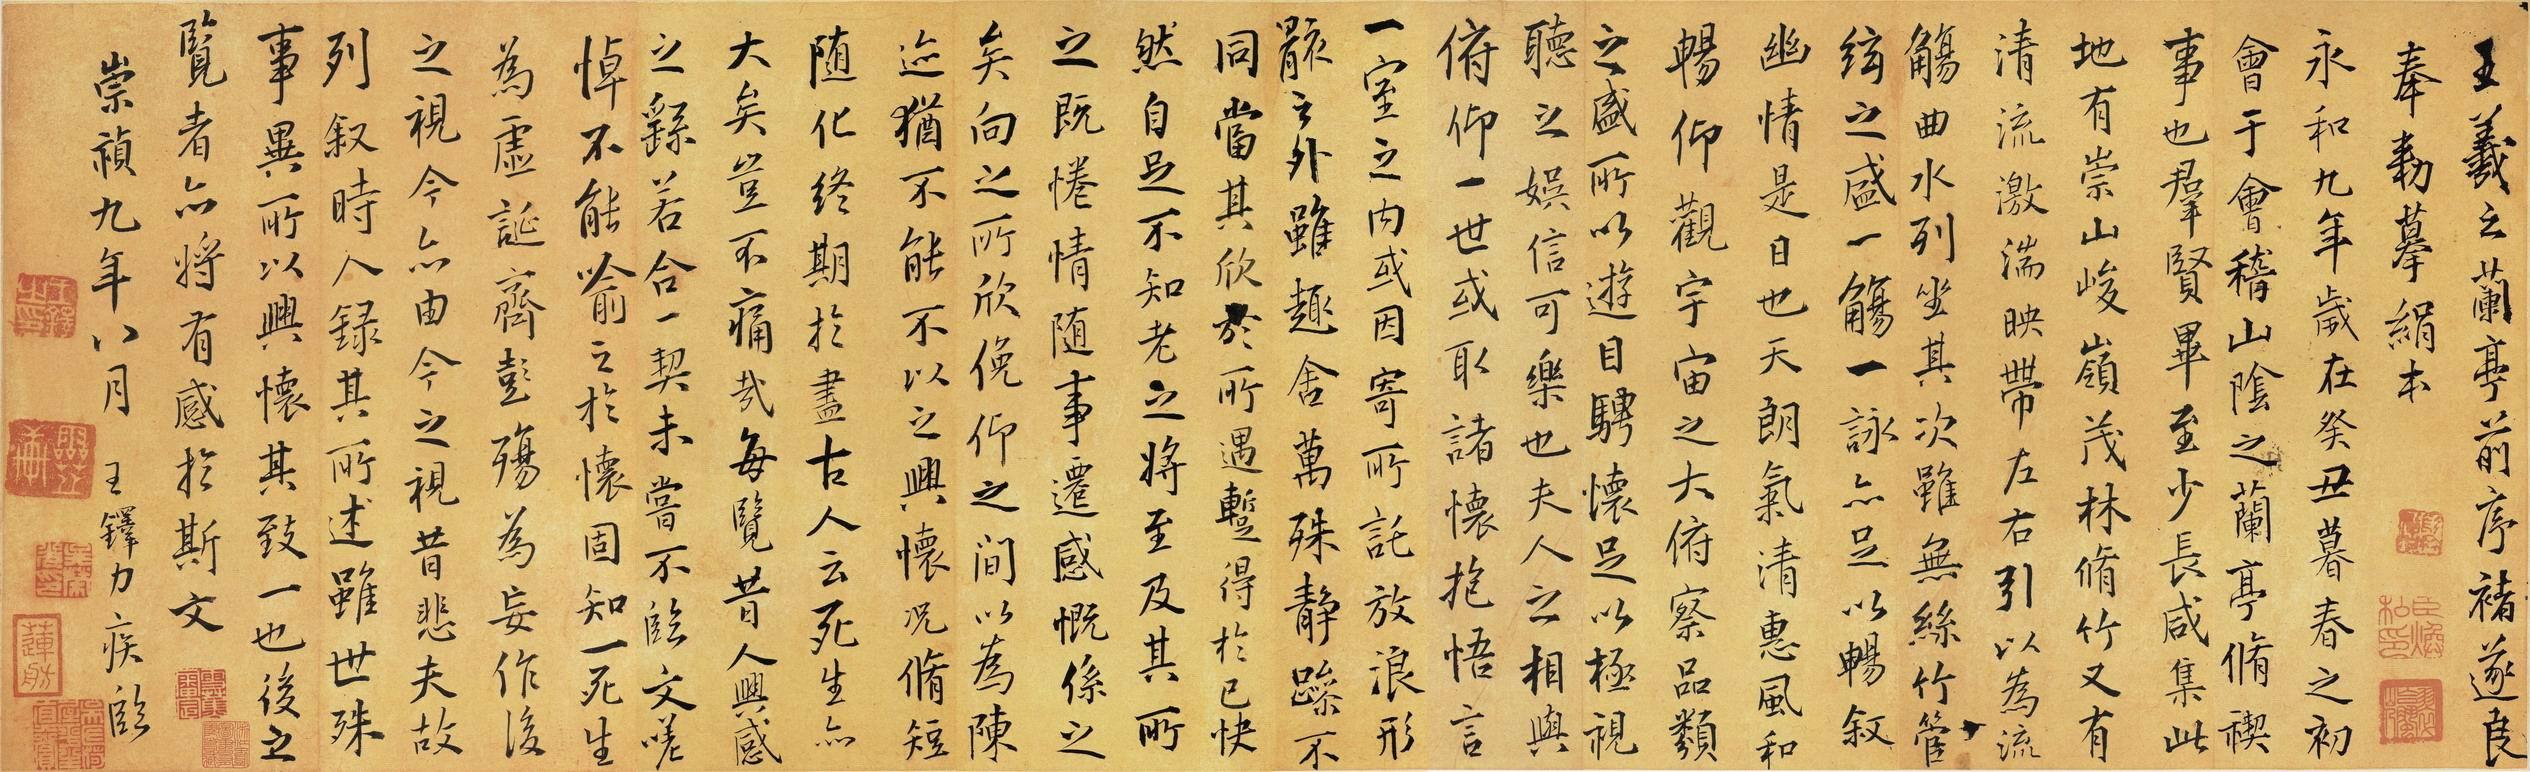 王羲之蘭亭前序褚遂良
奉勅摹絹本
永和九年歲在癸丑暮春之初
會于會稽山陰之蘭亭脩禊
事也羣賢畢至少長咸集此
地有崇山峻嶺茂林脩竹又有
清流激湍映帶左右引以為流
觴曲水列坐其次雖無絲竹管
絃之盛一觴一詠亦足以暢叙
幽情是日也天朗氣清惠風和
暢仰觀宇宙之大俯察品類
之盛所以遊目騁懷足以極視
聽之娛信可樂也夫人之相與
俯仰一世或取諸懷抱悟言
一室之内或因寄所託放浪形
骸之外雖趣舍萬殊静躁不
同當其欣於所遇蹔得於己快
然自足不知老之將至及其所
之既惓情随事遷感慨係之
矣向之所欣俛仰之間以為陳
迹猶不能不以之興懷況脩短
随化終期於盡古人云死生亦
大矣豈不痛哉每覽昔人興感
之繇若合一契未嘗不臨文嗟
悼不能喻之於懷固知一死生
為虛誕齊彭殤為妄作後
之視今亦由今之視昔悲夫故
列叙時人録其所述雖世殊
事異所以興懷其致一也後之
覽者亦將有感於斯文
崇禎九年八月 王鐸力疾臨
王鐸之印
蓮舫